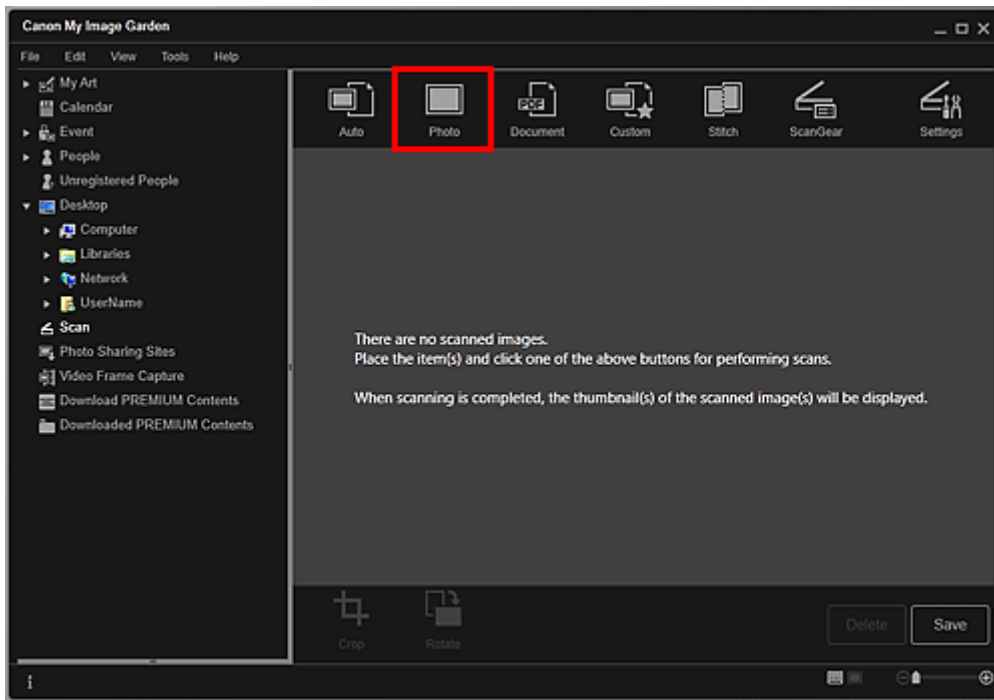 Canon My Image Garden
File Edit View Tools Help
My Art
Calendar
Event
People
Unregistered People
Desktop
Computer
Libraries
Network
UserName
Scan
Photo Sharing Sites
Video Frame Capture
Download PREMIUM Contents
Downloaded PREMIUM Contents
PDF
Auto Photo Document Custom Stitch ScanGear Settings
There are no scanned images.
Place the item(s) and click one of the above buttons for performing scans.
When scanning is completed, the thumbnail(s) of the scanned image(s) will be displayed.
Crop Rotate Delete Save